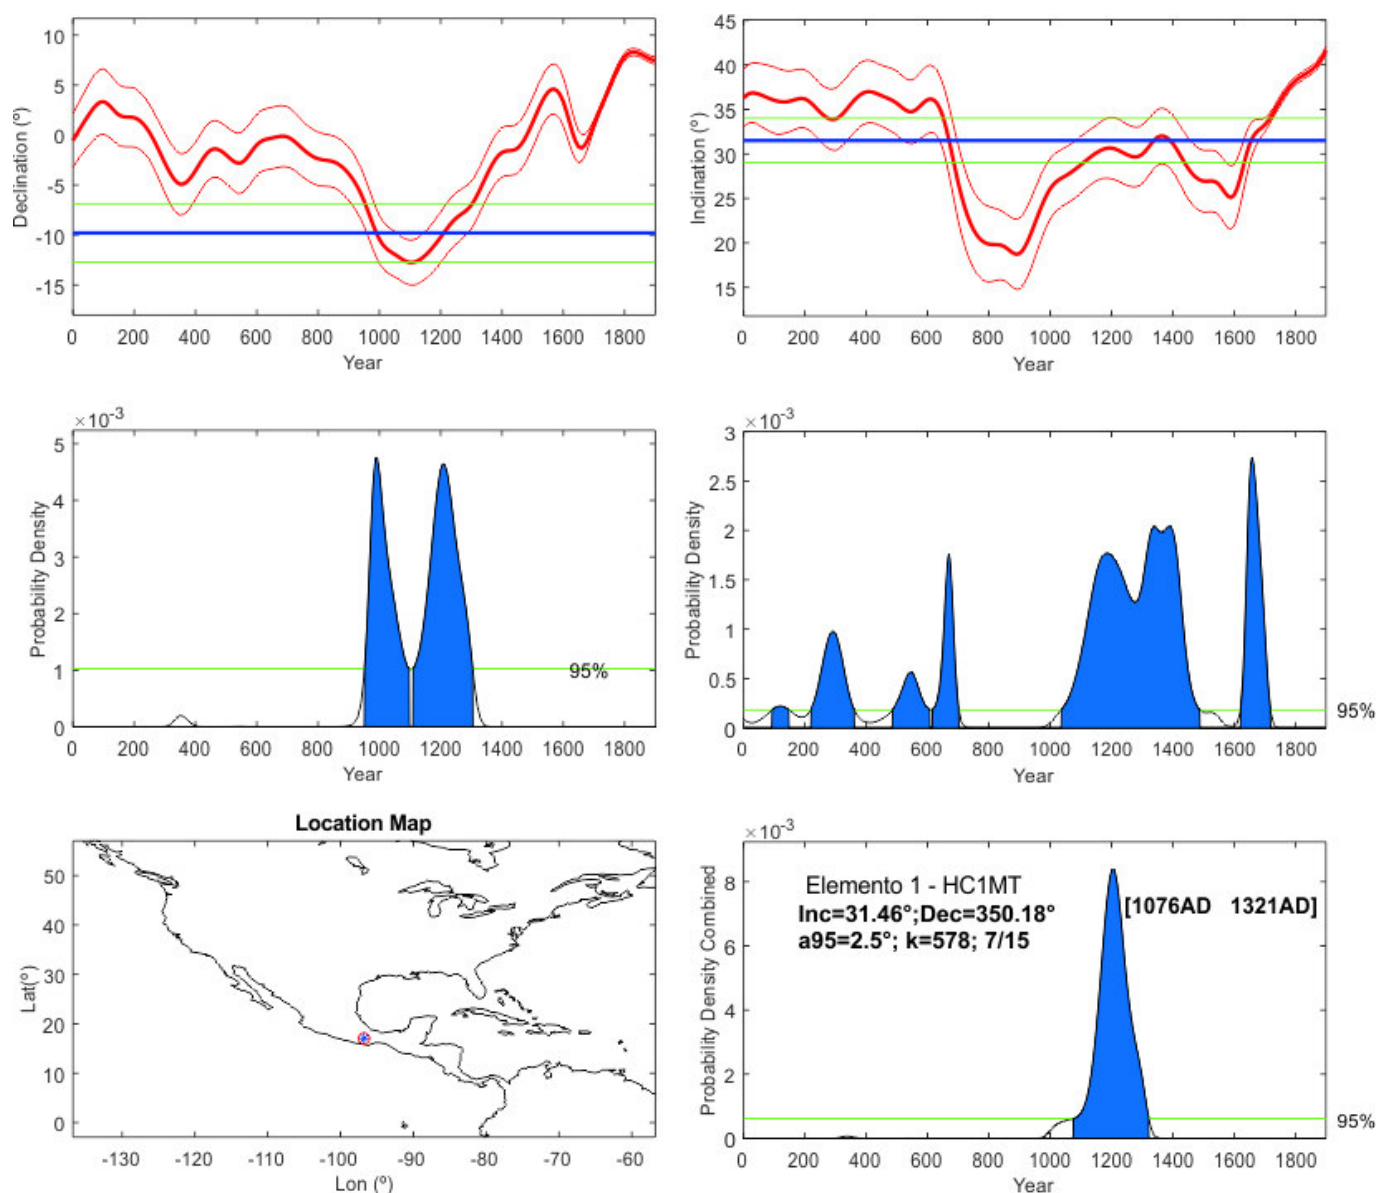 10
5
0
-5
-10
-15
Declination (º)
0 200 400 600 800 1000 1200 1400 1600 1800
Year
45
40
35
30
25
20
15
Inclination (º)
0 200 400 600 800 1000 1200 1400 1600 1800
Year
×10-3
5
4
3
2
1
0
Probability Density
95%
0 200 400 600 800 1000 1200 1400 1600 1800
Year
×10-3
3
2.5
2
1.5
1
0.5
0
Probability Density
95%
0 200 400 600 800 1000 1200 1400 1600 1800
Year
Location Map
50
40
30
20
10
0
Lat(º)
-130 -120 -110 -100 -90 -80 -70 -60
Lon (º)
×10-3
8
6
4
2
0
Probability Density Combined
Elemento 1 - HC1MT
Inc=31.46°;Dec=350.18°
[1076AD 1321AD]
a95=2.5°; k=578; 7/15
95%
0 200 400 600 800 1000 1200 1400 1600 1800
Year